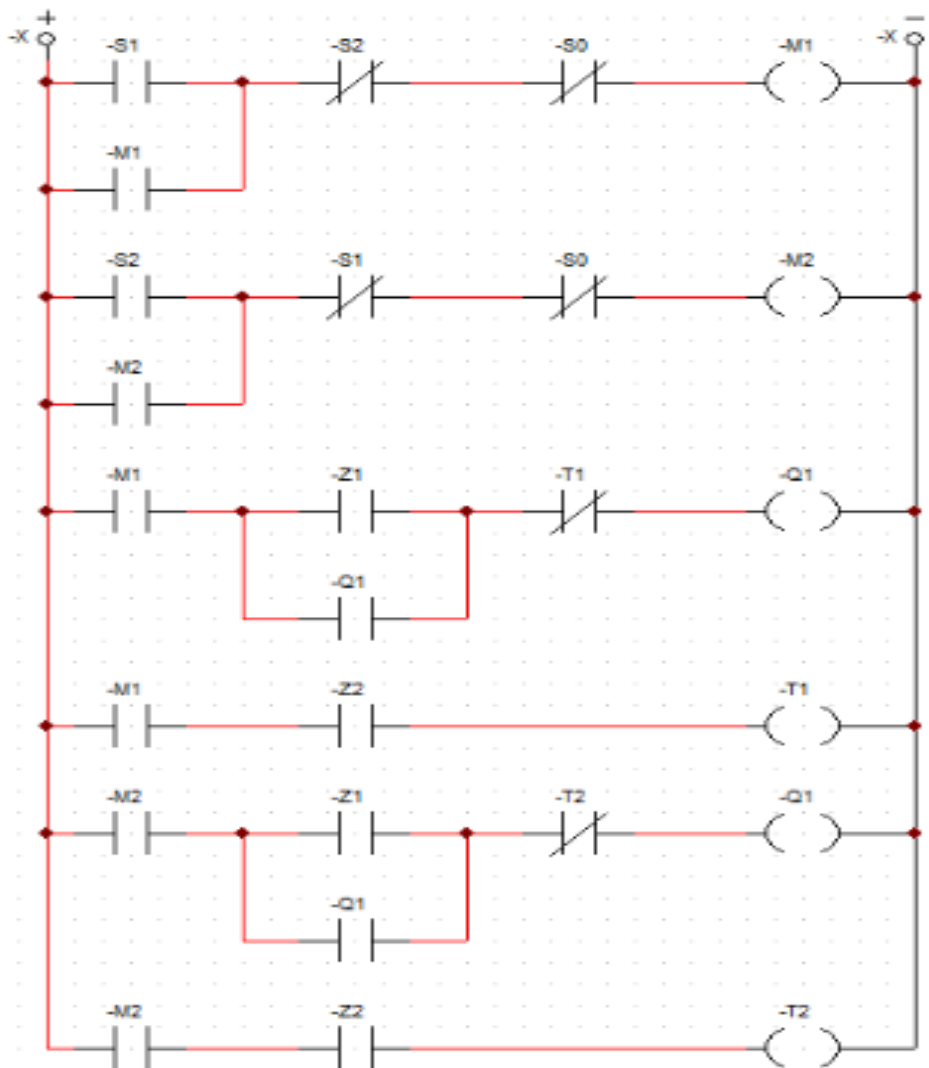 + −
-X -X
-S1 -S2 -S0 -M1
-M1
-S2 -S1 -S0 -M2
-M2
-M1 -Z1 -T1 -Q1
-Q1
-M1 -Z2 -T1
-M2 -Z1 -T2 -Q1
-Q1
-M2 -Z2 -T2